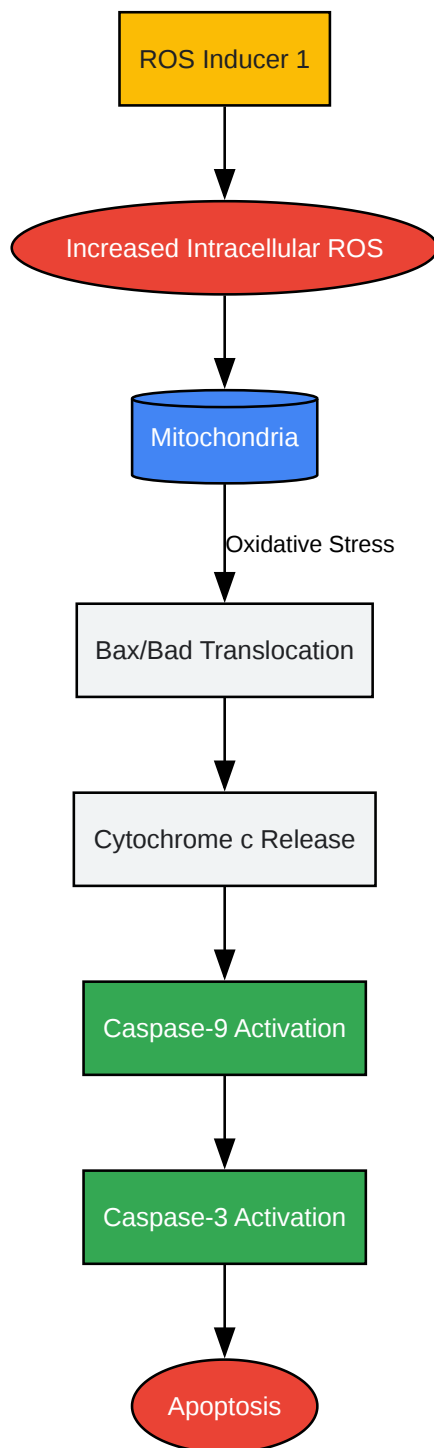 ROS Inducer 1
Increased Intracellular ROS
Mitochondria
Oxidative Stress
Bax/Bad Translocation
Cytochrome c Release
Caspase-9 Activation
Caspase-3 Activation
Apoptosis